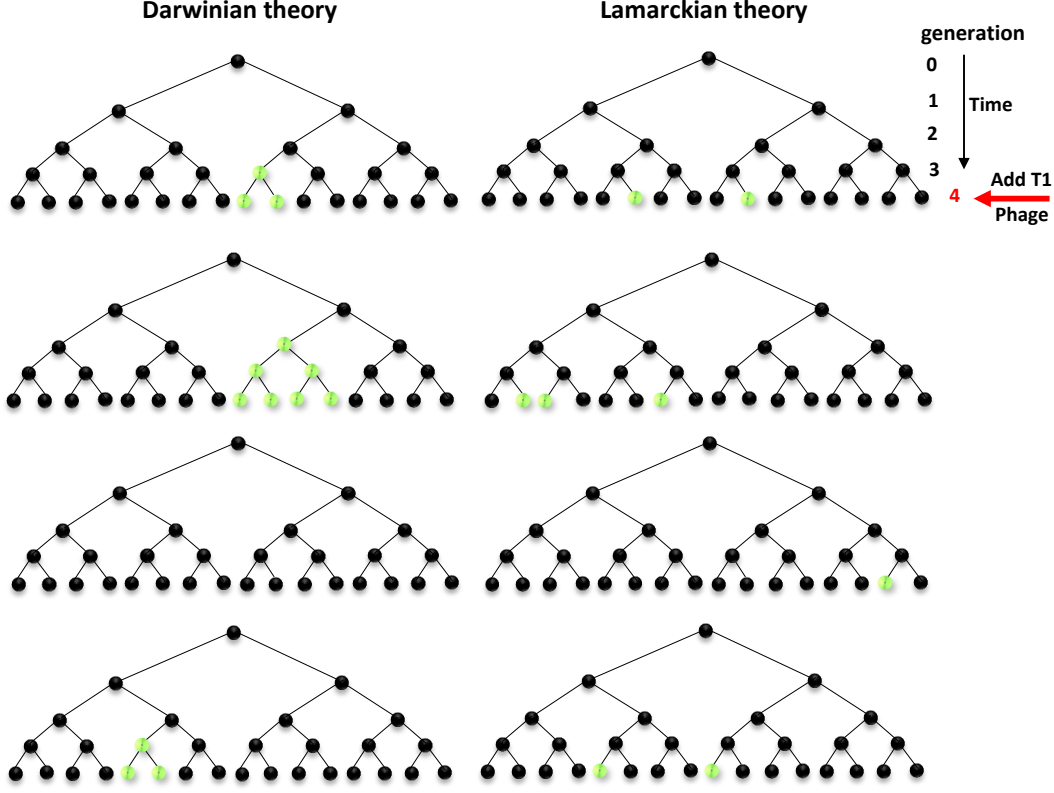 Darwinian theory
Lamarckian theory
generation
0
1
Time
2
3
Add T1
4
Phage